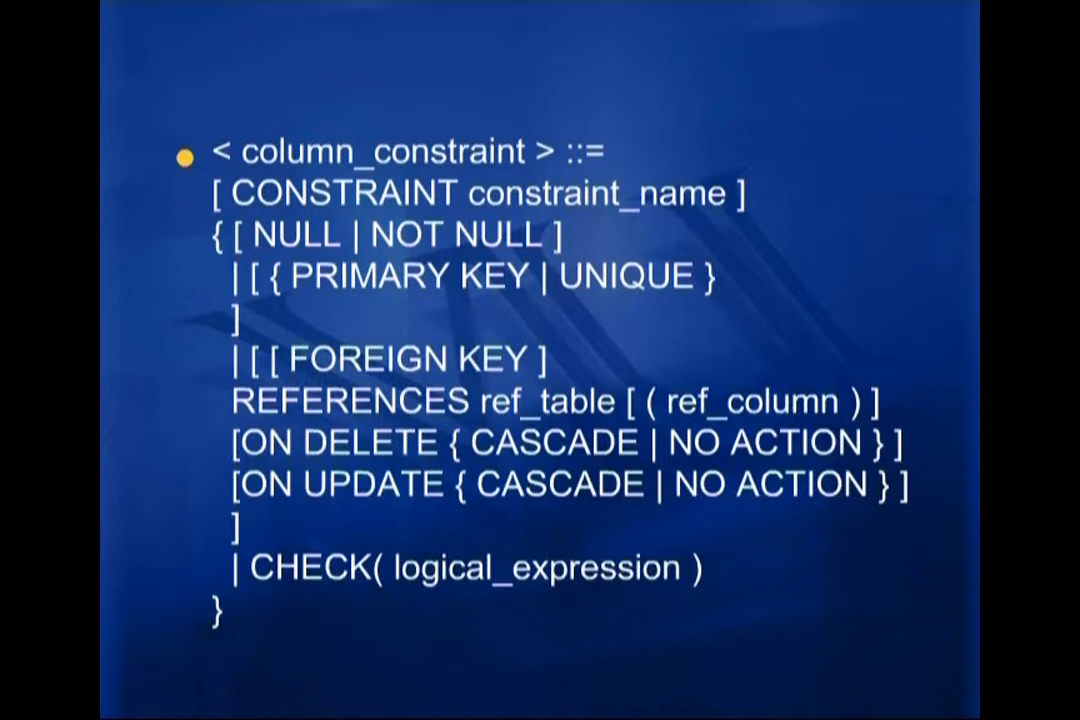 < column_constraint > ::=
[ CONSTRAINT constraint_name ]
{ [ NULL | NOT NULL ]
| [ { PRIMARY KEY | UNIQUE }
]
| [ [ FOREIGN KEY ]
REFERENCES ref_table [ ( ref_column ) ]
[ON DELETE { CASCADE | NO ACTION } ]
[ON UPDATE { CASCADE | NO ACTION } ]
]
| CHECK( logical_expression )
}